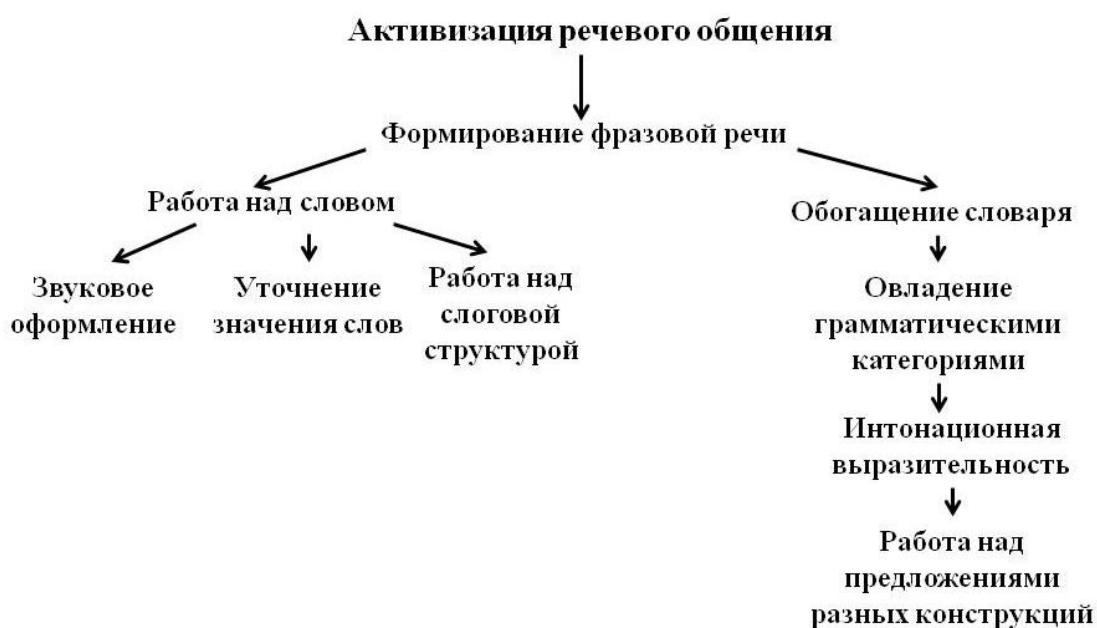 Активизация речевого общения
Формирование фразовой речи
Работа над словом
Обогащение словаря
Звуковое
оформление
Уточнение
значения слов
Работа над
слоговой
структурой
Овладение
грамматическими
категориями
Интонационная
выразительность
Работа над
предложениями
разных конструкций